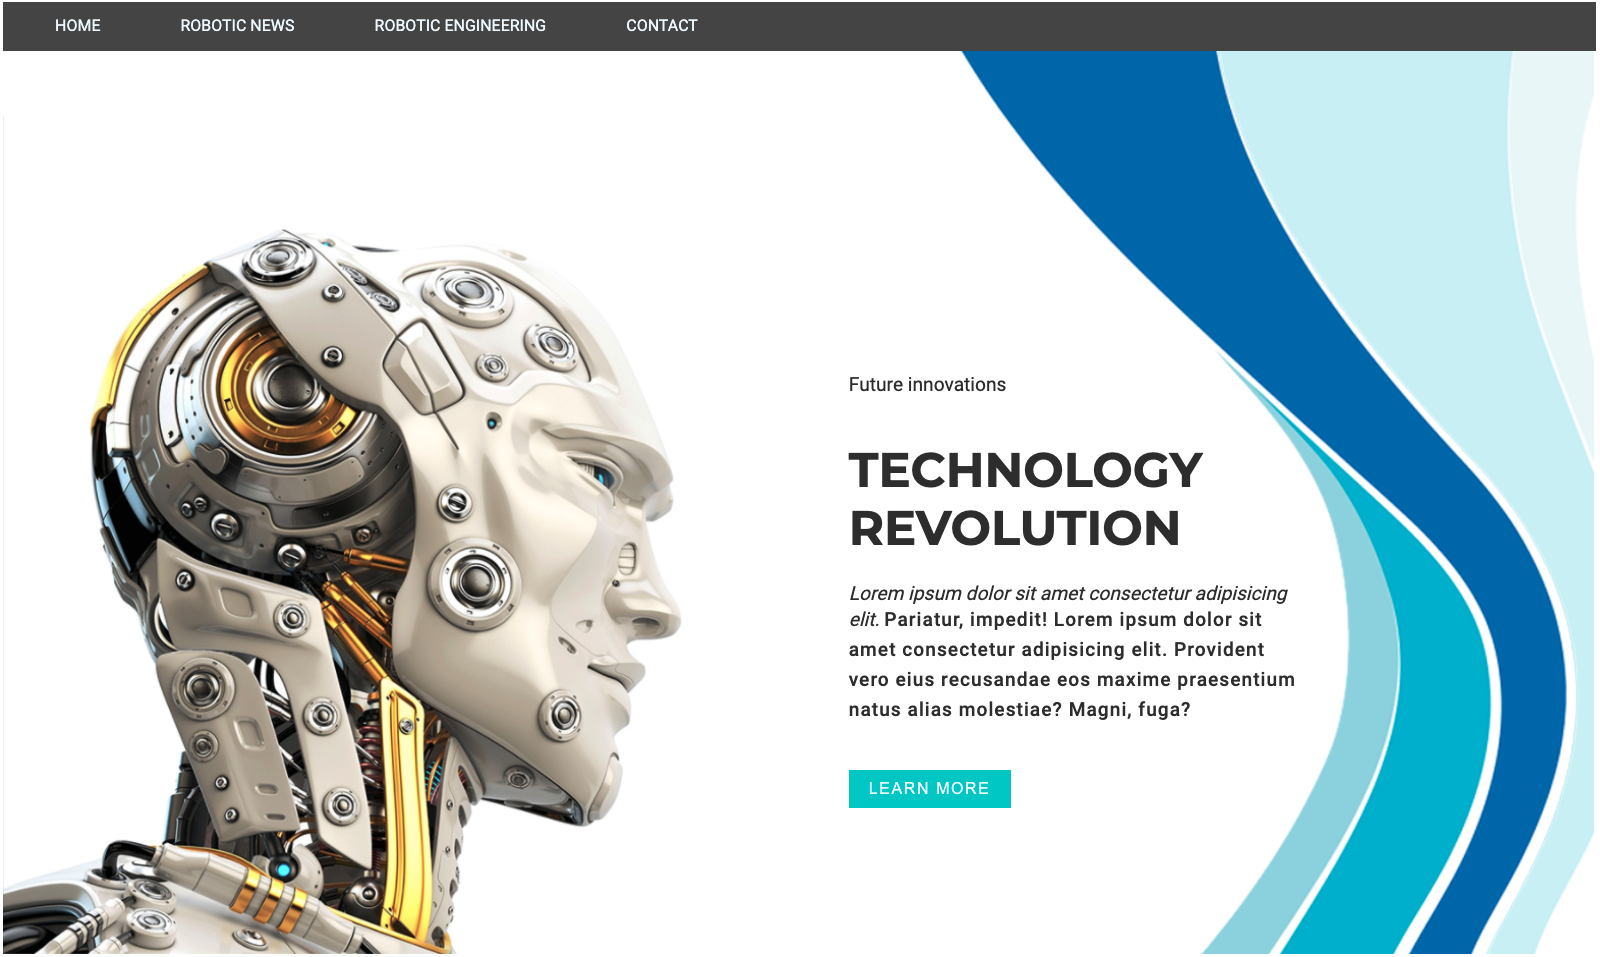 HOME ROBOTIC NEWS ROBOTIC ENGINEERING CONTACT
Future innovations
TECHNOLOGY
REVOLUTION
Lorem ipsum dolor sit amet consectetur adipisicing
elit. Pariatur, impedit! Lorem ipsum dolor sit
amet consectetur adipisicing elit. Provident
vero eius recusandae eos maxime praesentium
natus alias molestiae? Magni, fuga?
LEARN MORE